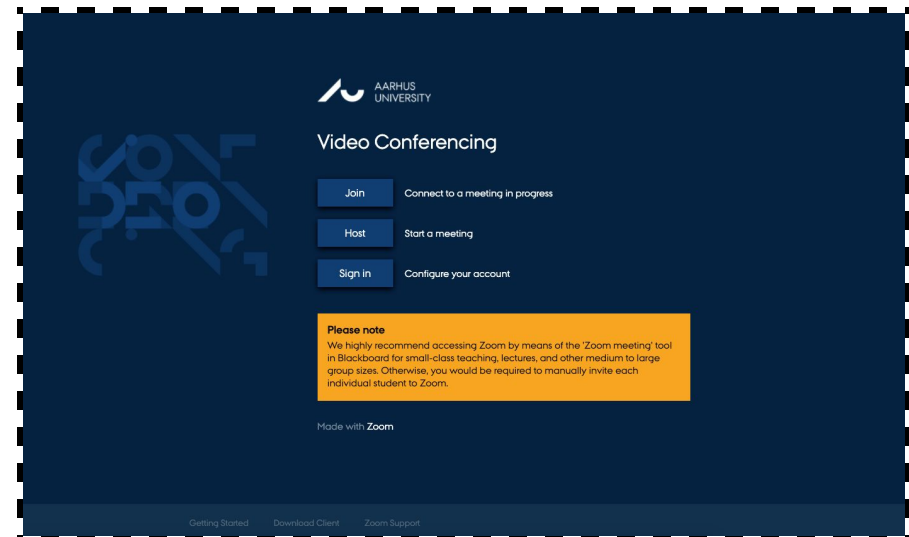 AARHUS
UNIVERSITY
Video Conferencing
Join Connect to a meeting in progress
Host Start a meeting
Sign in Configure your account
Please note
We highly recommend accessing Zoom by means of the 'Zoom meeting' tool
in Blackboard for small-class teaching, lectures, and other medium to large
group sizes. Otherwise, you would be required to manually invite each
individual student to Zoom.
Made with Zoom
Getting Started Download Client Zoom Support